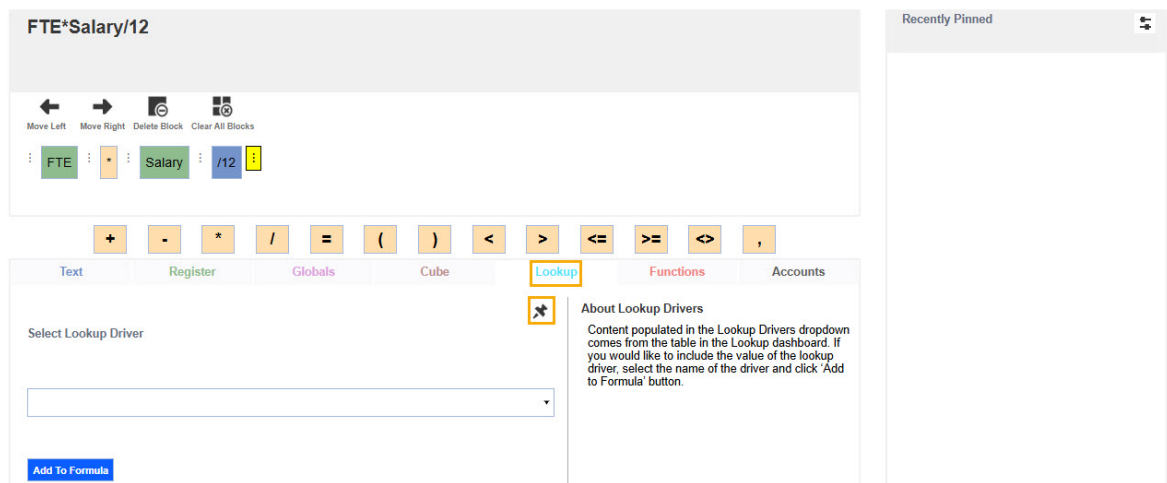 FTE*Salary/12
Recently Pinned
Move Left Move Right Delete Block Clear All Blocks
FTE * Salary /12
+ - * / = ( ) < > <= >= <> ,
Text Register Globals Cube Lookup Functions Accounts
Select Lookup Driver
About Lookup Drivers
Content populated in the Lookup Drivers dropdown
comes from the table in the Lookup dashboard. If
you would like to include the value of the lookup
driver, select the name of the driver and click ‘Add
to Formula’ button.
Add To Formula